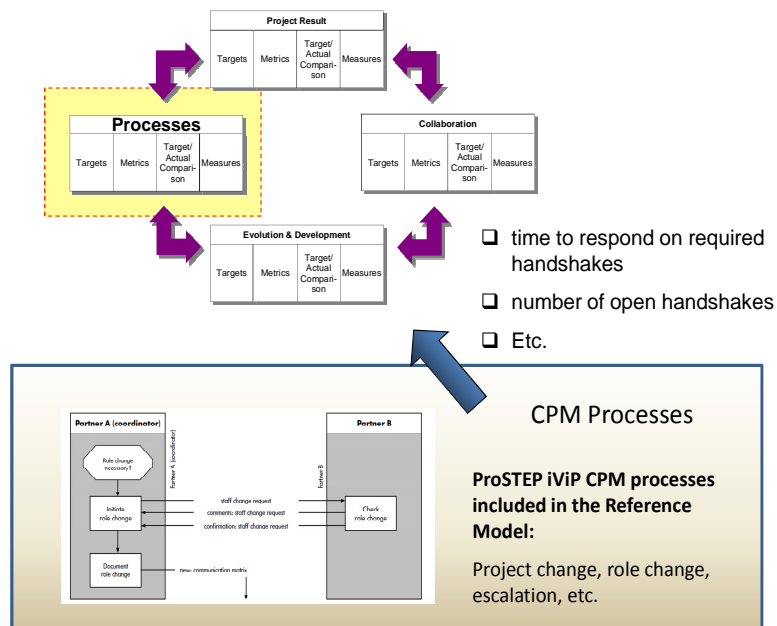 Project Result
Targets
Metrics
Target/
Actual
Compari-
son
Measures
Processes
Targets
Metrics
Target/
Actual
Compari-
son
Measures
Collaboration
Targets
Metrics
Target/
Actual
Compari-
son
Measures
Evolution & Development
Targets
Metrics
Target/
Actual
Compari-
son
Measures
time to respond on required
handshakes
number of open handshakes
Etc.
CPM Processes
Partner A (coordinator)
Partner B
Partner A (coordinator)
Partner B
Role change
necessary?
Initiate
role change
staff change request
comments: staff change request
confirmation: staff change request
Check
role change
Document
role change
new: communication matrix
ProSTEP iViP CPM processes
included in the Reference
Model:
Project change, role change,
escalation, etc.